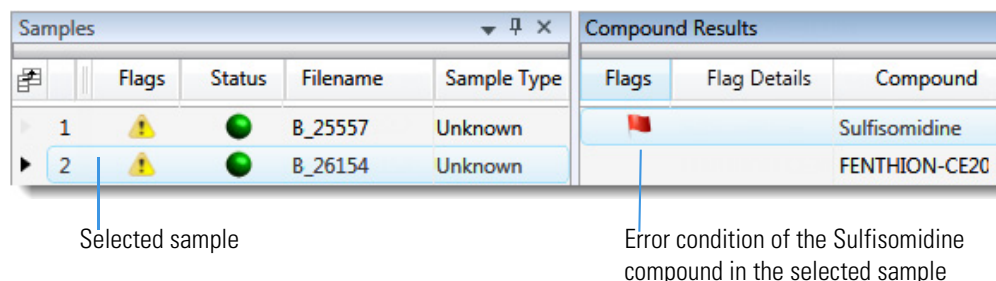 Samples
Compound Results
Flags Status Filename Sample Type Flags Flag Details Compound
1 B_25557 Unknown Sulfisomidine
2 B_26154 Unknown FENTHION-CE20
Selected sample
Error condition of the Sulfisomidine
compound in the selected sample